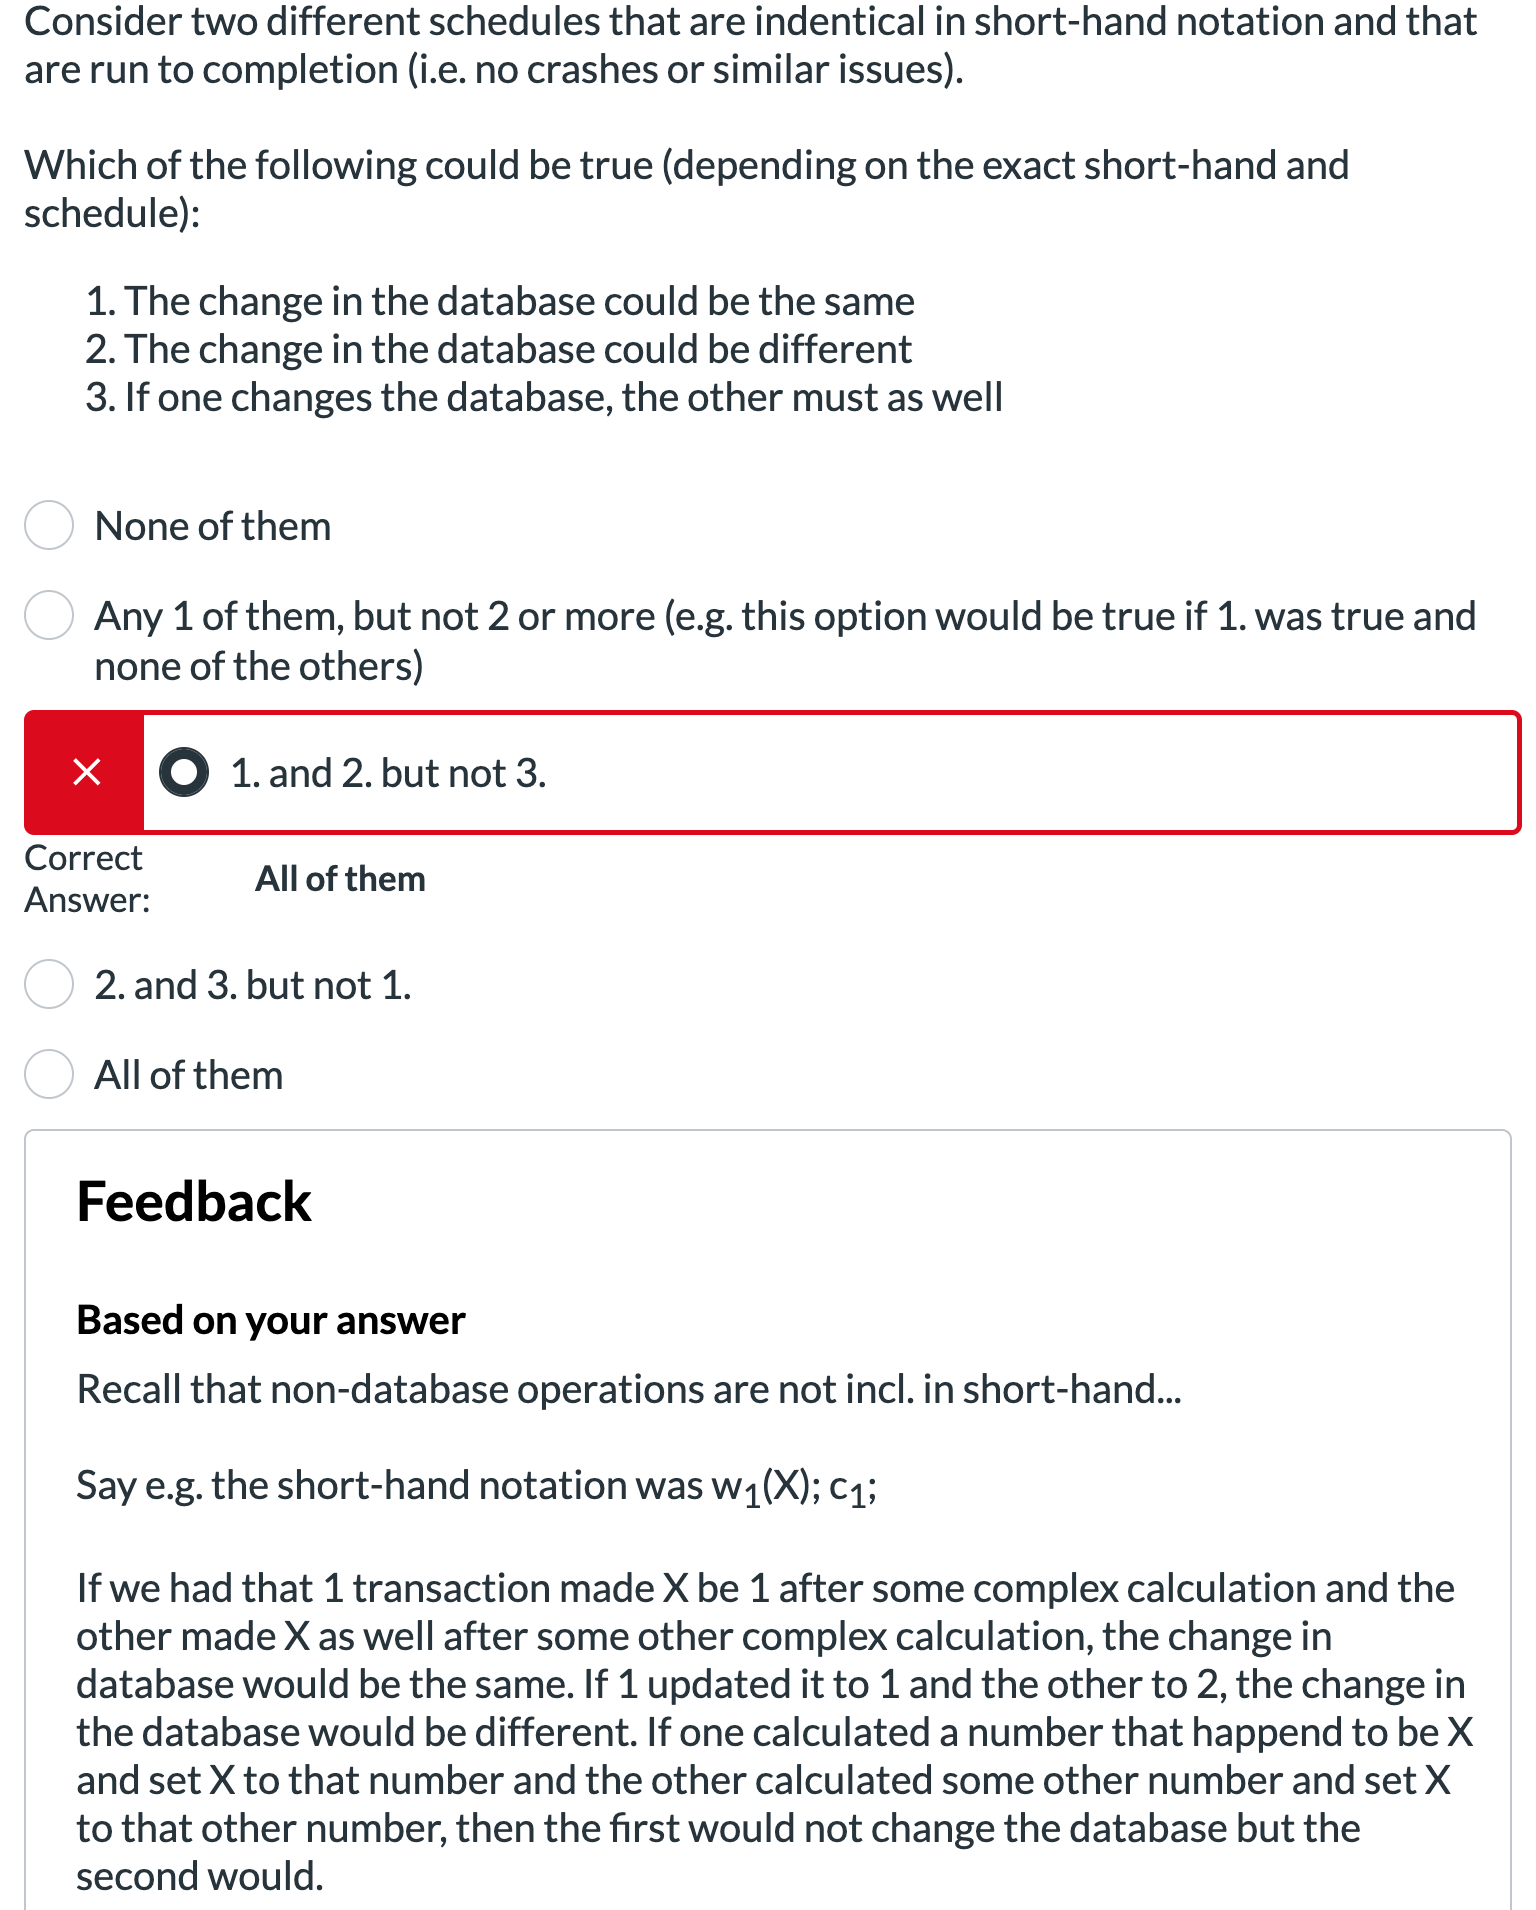 Consider two different schedules that are indentical in short-hand notation and that
are run to completion (i.e. no crashes or similar issues).
Which of the following could be true (depending on the exact short-hand and
schedule):
1. The change in the database could be the same
2. The change in the database could be different
3. If one changes the database, the other must as well
None of them
Any 1 of them, but not 2 or more (e.g. this option would be true if 1. was true and
none of the others)
1. and 2. but not 3.
Correct
Answer:
All of them
2. and 3. but not 1.
All of them
Feedback
Based on your answer
Recall that non-database operations are not incl. in short-hand...
Say e.g. the short-hand notation was w₁(X); c₁;
If we had that 1 transaction made X be 1 after some complex calculation and the
other made X as well after some other complex calculation, the change in
database would be the same. If 1 updated it to 1 and the other to 2, the change in
the database would be different. If one calculated a number that happend to be X
and set X to that number and the other calculated some other number and set X
to that other number, then the first would not change the database but the
second would.